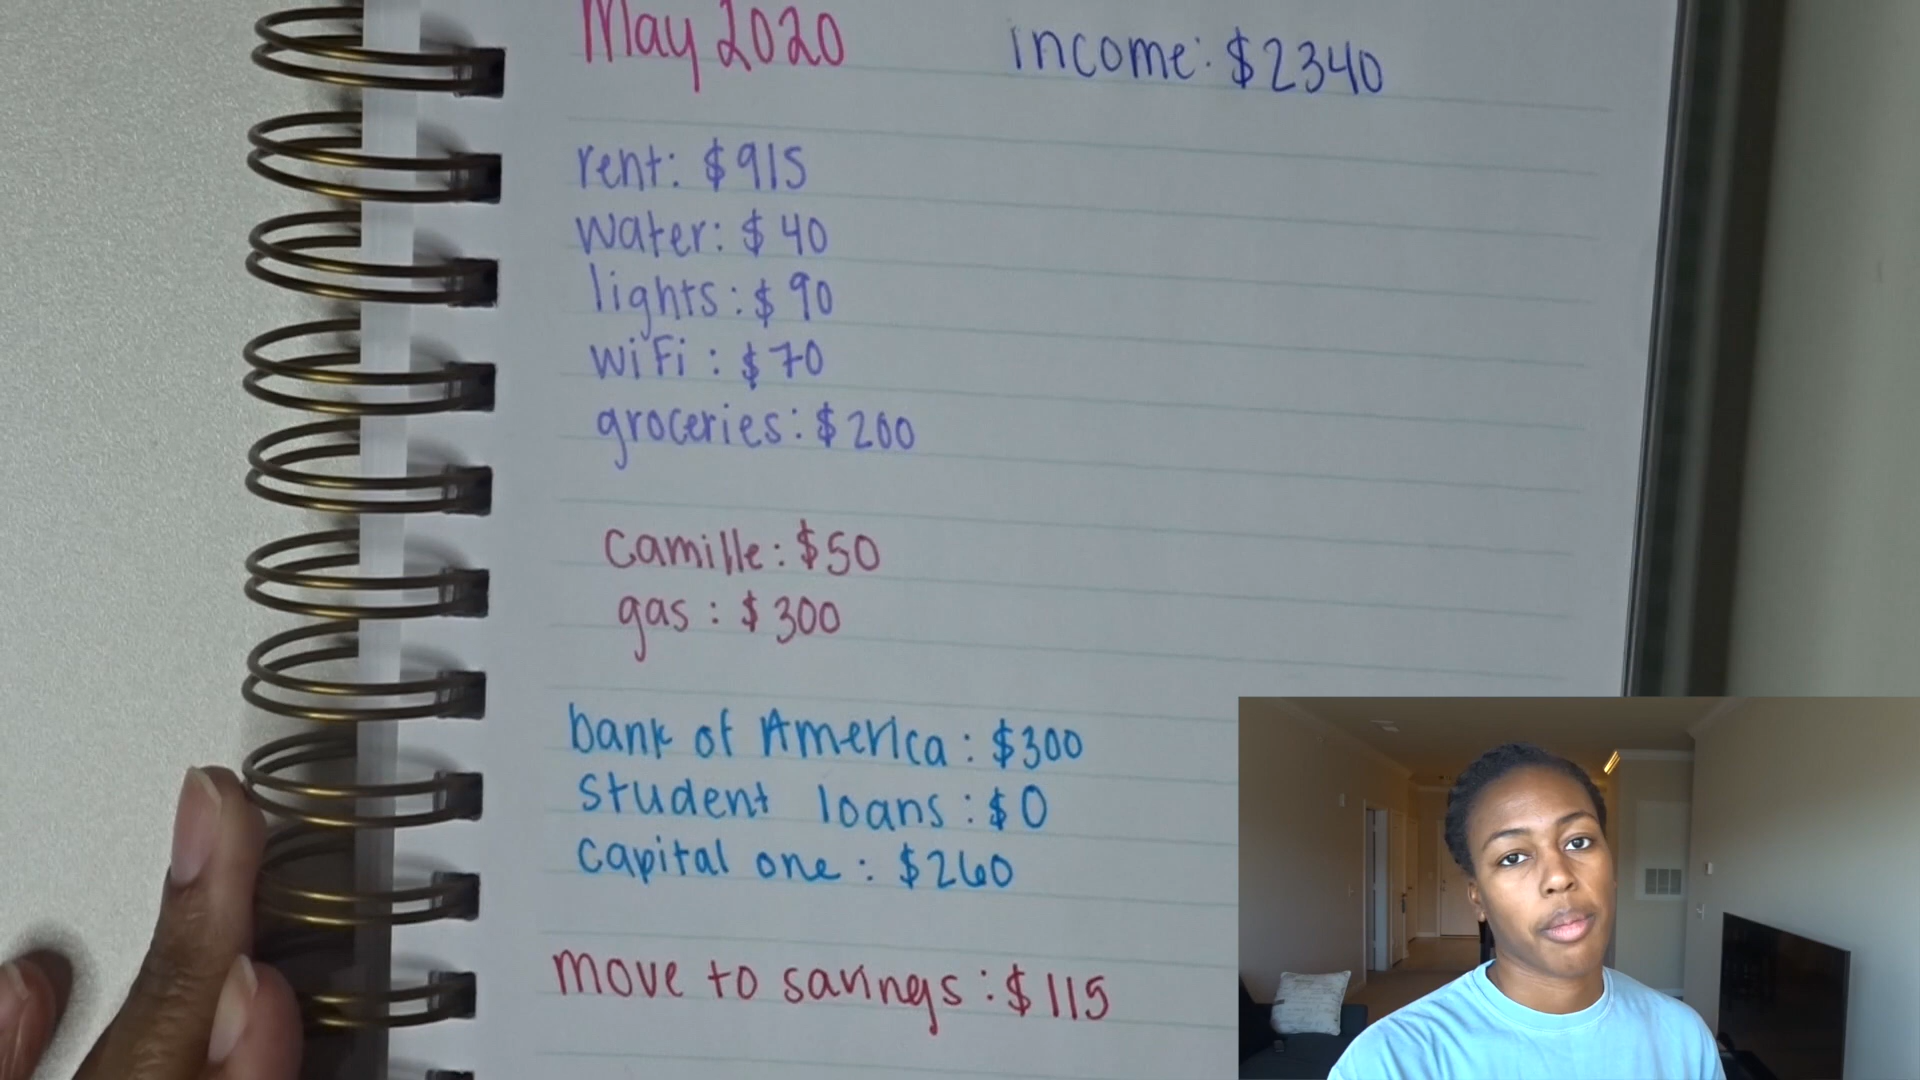 May 2020 income: $2340
rent: $915
water: $40
lights: $90
wiFi: $70
groceries: $200
camille: $50
gas: $300
bank of America: $300
student loans: $0
capital one: $260
move to savings: $115